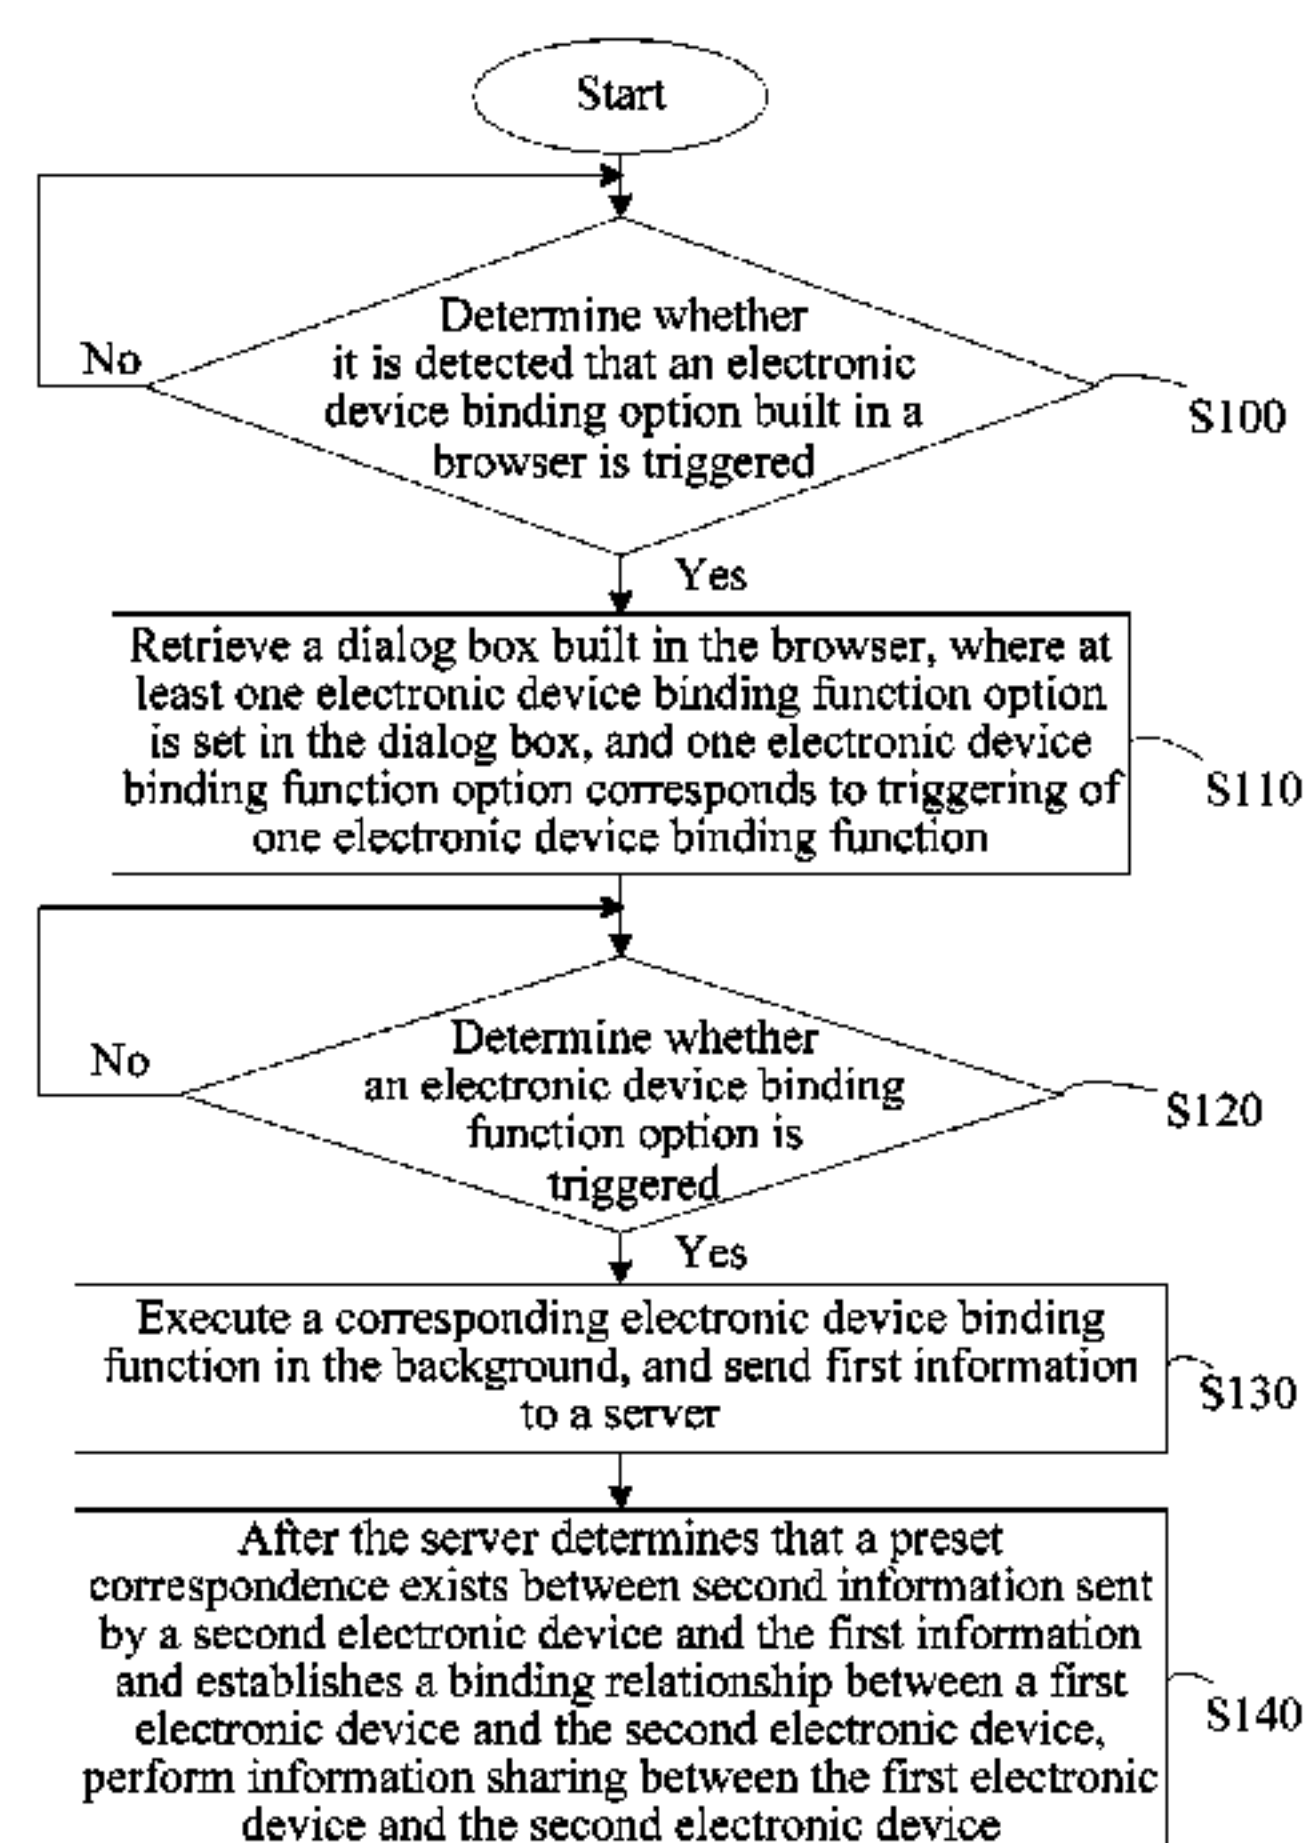 Start
Determine whether
it is detected that an electronic
device binding option built in a
browser is triggered
No
S100
Yes
Retrieve a dialog box built in the browser, where at
least one electronic device binding function option
is set in the dialog box, and one electronic device
binding function option corresponds to triggering of
one electronic device binding function
S110
Determine whether
an electronic device binding
function option is
triggered
No
S120
Yes
Execute a corresponding electronic device binding
function in the background, and send first information
to a server
S130
After the server determines that a preset
correspondence exists between second information sent
by a second electronic device and the first information
and establishes a binding relationship between a first
electronic device and the second electronic device,
perform information sharing between the first electronic
device and the second electronic device
S140